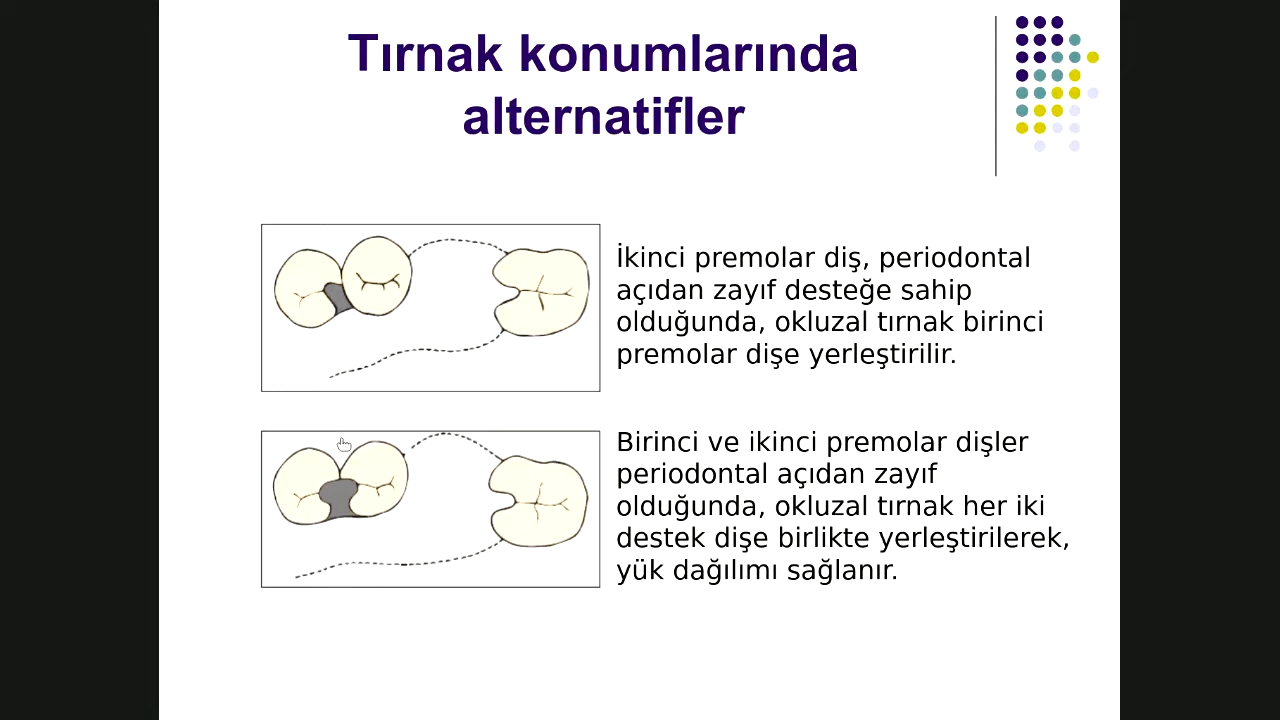 Tırnak konumlarında
alternatifler
İkinci premolar diş, periodontal
açıdan zayıf desteğe sahip
olduğunda, okluzal tırnak birinci
premolar dişe yerleştirilir.
Birinci ve ikinci premolar dişler
periodontal açıdan zayıf
olduğunda, okluzal tırnak her iki
destek dişe birlikte yerleştirilerek,
yük dağılımı sağlanır.